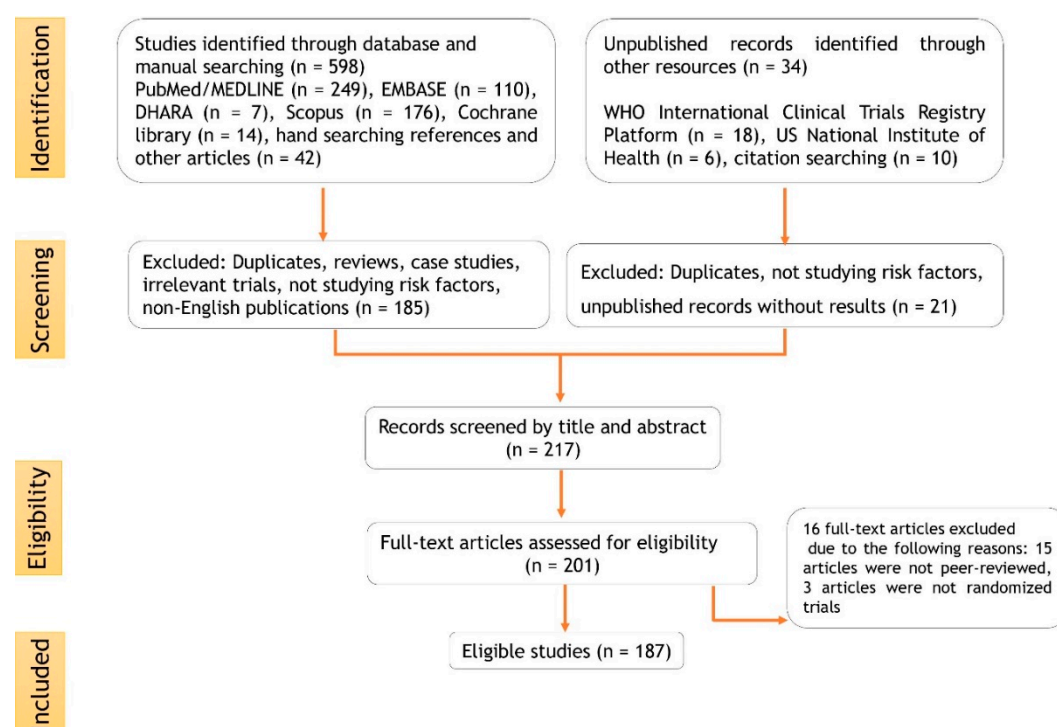 Identification
Studies identified through database and
manual searching (n = 598)
PubMed/MEDLINE (n = 249), EMBASE (n = 110),
DHARA (n = 7), Scopus (n = 176), Cochrane
library (n = 14), hand searching references and
other articles (n = 42)
Unpublished records identified through
other resources (n = 34)
WHO International Clinical Trials Registry
Platform (n = 18), US National Institute of
Health (n = 6), citation searching (n = 10)
Screening
Excluded: Duplicates, reviews, case studies,
irrelevant trials, not studying risk factors,
non-English publications (n = 185)
Excluded: Duplicates, not studying risk factors,
unpublished records without results (n = 21)
Records screened by title and abstract
(n = 217)
Eligibility
Full-text articles assessed for eligibility
(n = 201)
16 full-text articles excluded
due to the following reasons: 15
articles were not peer-reviewed,
3 articles were not randomized
trials
ncluded
Eligible studies (n = 187)